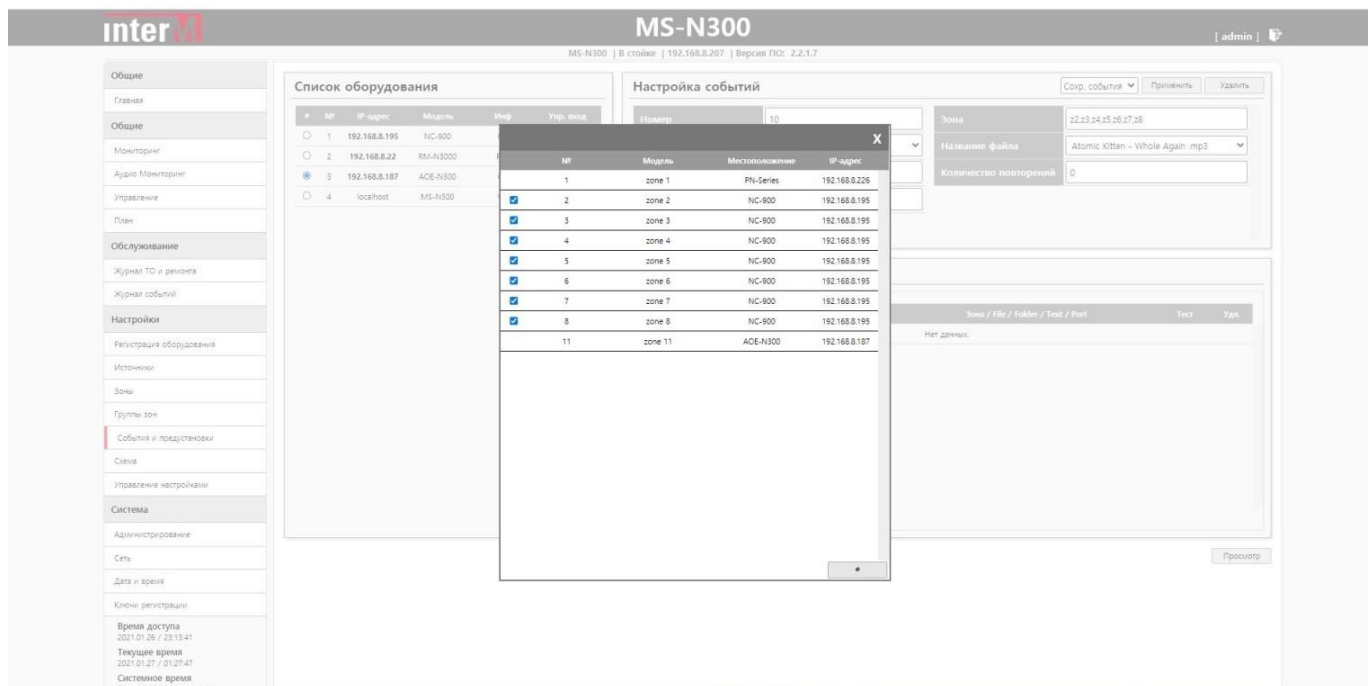 inter M
MS-N300
[ admin ]
MS-N300 | В стойке | 192.168.8.207 | Версия ПО: 2.2.1.7
Общие
Главная
Общие
Мониторинг
Аудио Мониторинг
Управление
План
Обслуживание
Журнал ТО и ремонта
Журнал событий
Настройки
Регистрация оборудования
Источники
Зоны
Группы зон
События и предустановки
Схема
Управление настройками
Система
Администрирование
Сеть
Дата и время
Ключи регистрации
Время доступа
2021.01.26 / 23:13:41
Текущее время
2021.01.27 / 01:27:47
Системное время
Список оборудования
# № IP-адрес Модель Инф Упр. вход
1 192.168.8.195 NC-900
2 192.168.8.22 RM-N3000
3 192.168.8.187 AOE-N300
4 localhost MS-N300
Настройка событий
Сохр. события Применить Удалить
Номер 10 Зона z2,z3,z4,z5,z6,z7,z8
Название файла Atomic Kitten - Whole Again .mp3
Количество повторений 0
X
№ Модель Местоположение IP-адрес
1 zone 1 PN-Series 192.168.8.226
2 zone 2 NC-900 192.168.8.195
3 zone 3 NC-900 192.168.8.195
4 zone 4 NC-900 192.168.8.195
5 zone 5 NC-900 192.168.8.195
6 zone 6 NC-900 192.168.8.195
7 zone 7 NC-900 192.168.8.195
8 zone 8 NC-900 192.168.8.195
11 zone 11 AOE-N300 192.168.8.187
Зона / File / Folder / Text / Port Тест Удл.
Нет данных.
Просмотр